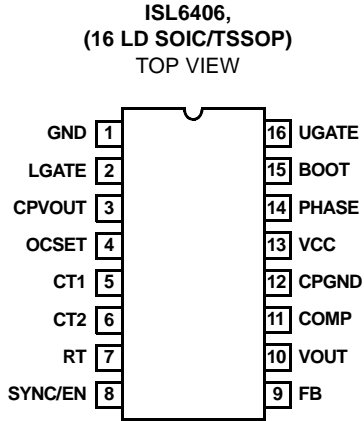 ISL6406,
(16 LD SOIC/TSSOP)
TOP VIEW
GND 1
LGATE 2
CPVOUT 3
OCSET 4
CT1 5
CT2 6
RT 7
SYNC/EN 8
16 UGATE
15 BOOT
14 PHASE
13 VCC
12 CPGND
11 COMP
10 VOUT
9 FB